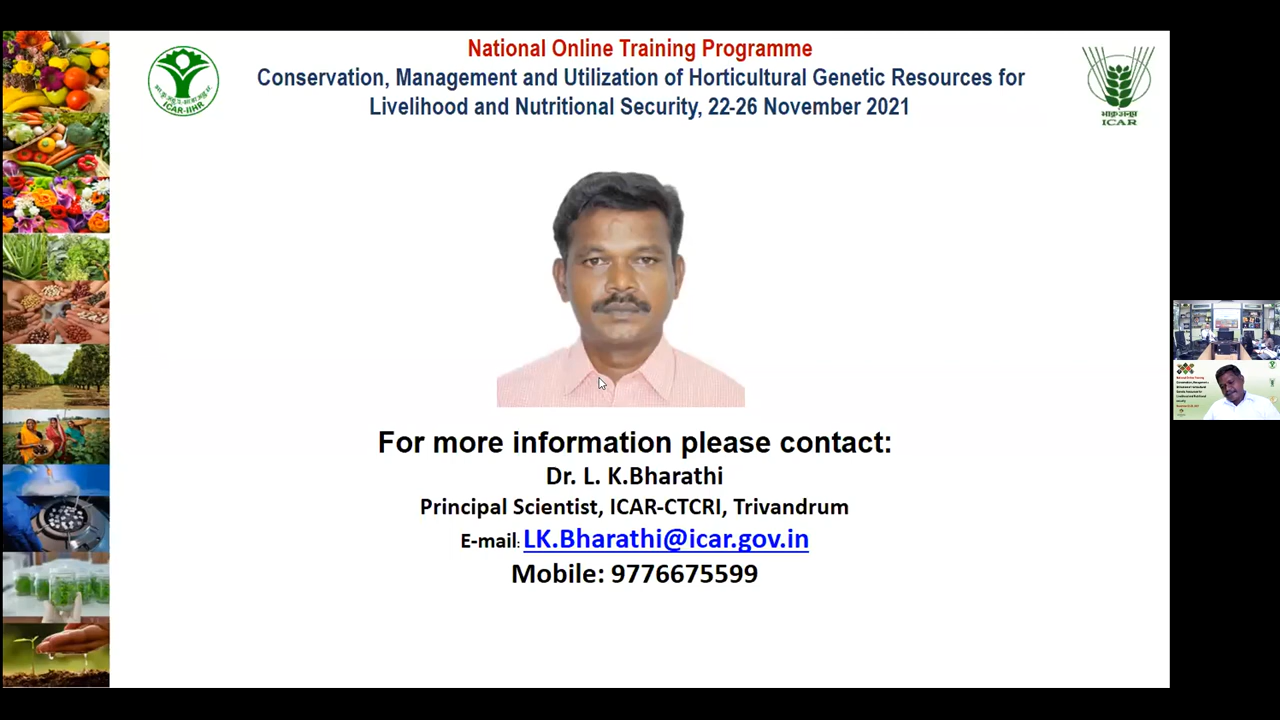 National Online Training Programme
Conservation, Management and Utilization of Horticultural Genetic Resources for
Livelihood and Nutritional Security, 22-26 November 2021
ICAR-IIHR
ICAR
For more information please contact:
Dr. L. K.Bharathi
Principal Scientist, ICAR-CTCRI, Trivandrum
E-mail: LK.Bharathi@icar.gov.in
Mobile: 9776675599